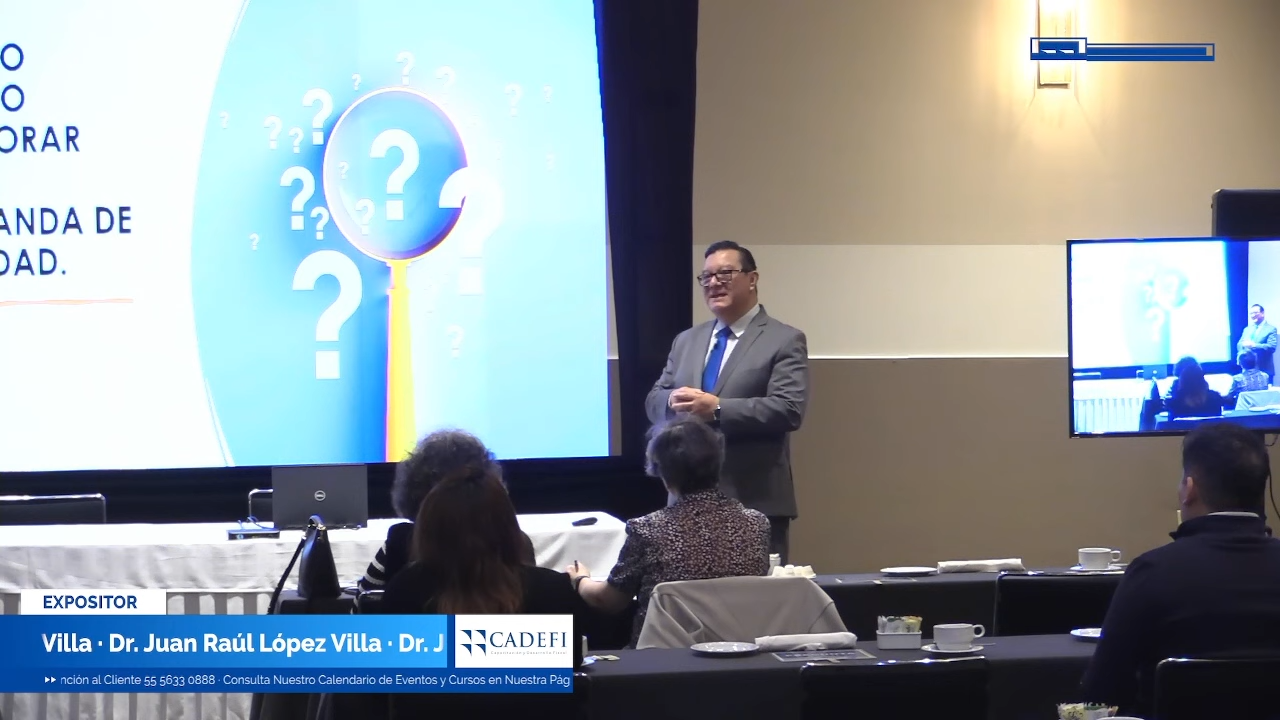 O
O
ORAR
ANDA DE
DAD.
EXPOSITOR
Villa · Dr. Juan Raúl López Villa · Dr. J
CADEFI
nción al Cliente 55 5633 0888 · Consulta Nuestro Calendario de Eventos y Cursos en Nuestra Pág
DELL